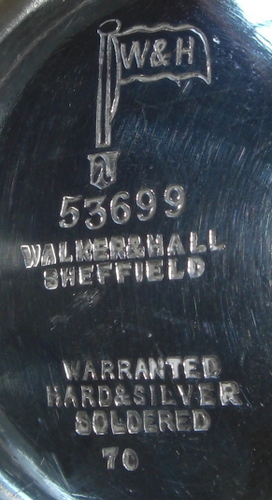 W&H
53699
WALKER&HALL
SHEFFIELD
WARRANTED
HARD&SILVER
SOLDERED
70